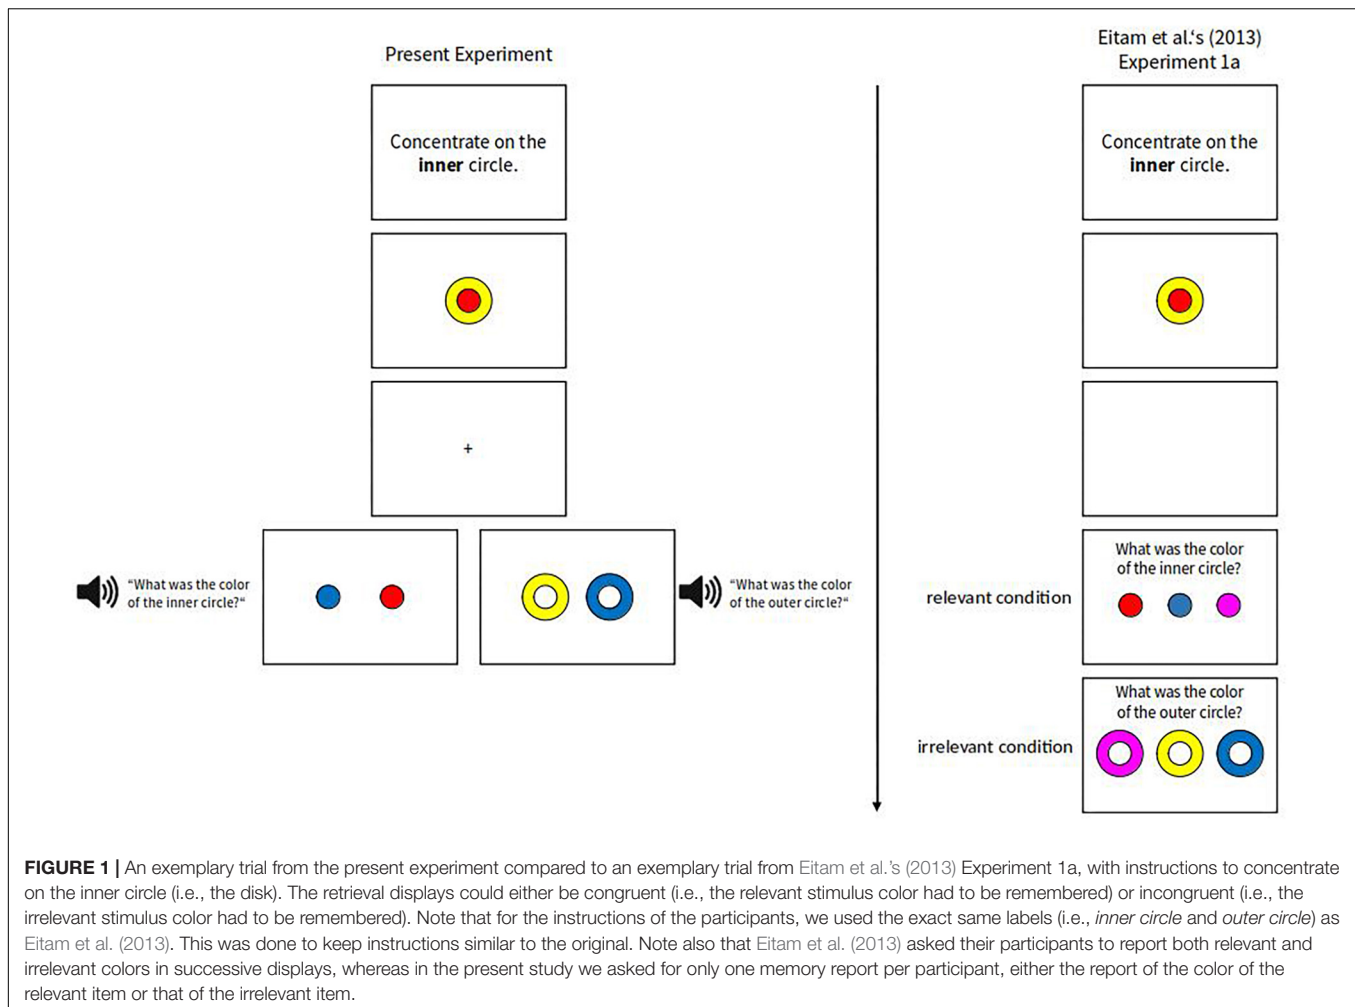 Present Experiment
Concentrate on the
inner circle.
+
"What was the color
of the inner circle?“
"What was the color
of the outer circle?“
Eitam et al.‘s (2013)
Experiment 1a
Concentrate on the
inner circle.
relevant condition
What was the color
of the inner circle?
irrelevant condition
What was the color
of the outer circle?
FIGURE 1 | An exemplary trial from the present experiment compared to an exemplary trial from Eitam et al.’s (2013) Experiment 1a, with instructions to concentrate
on the inner circle (i.e., the disk). The retrieval displays could either be congruent (i.e., the relevant stimulus color had to be remembered) or incongruent (i.e., the
irrelevant stimulus color had to be remembered). Note that for the instructions of the participants, we used the exact same labels (i.e., inner circle and outer circle) as
Eitam et al. (2013). This was done to keep instructions similar to the original. Note also that Eitam et al. (2013) asked their participants to report both relevant and
irrelevant colors in successive displays, whereas in the present study we asked for only one memory report per participant, either the report of the color of the
relevant item or that of the irrelevant item.